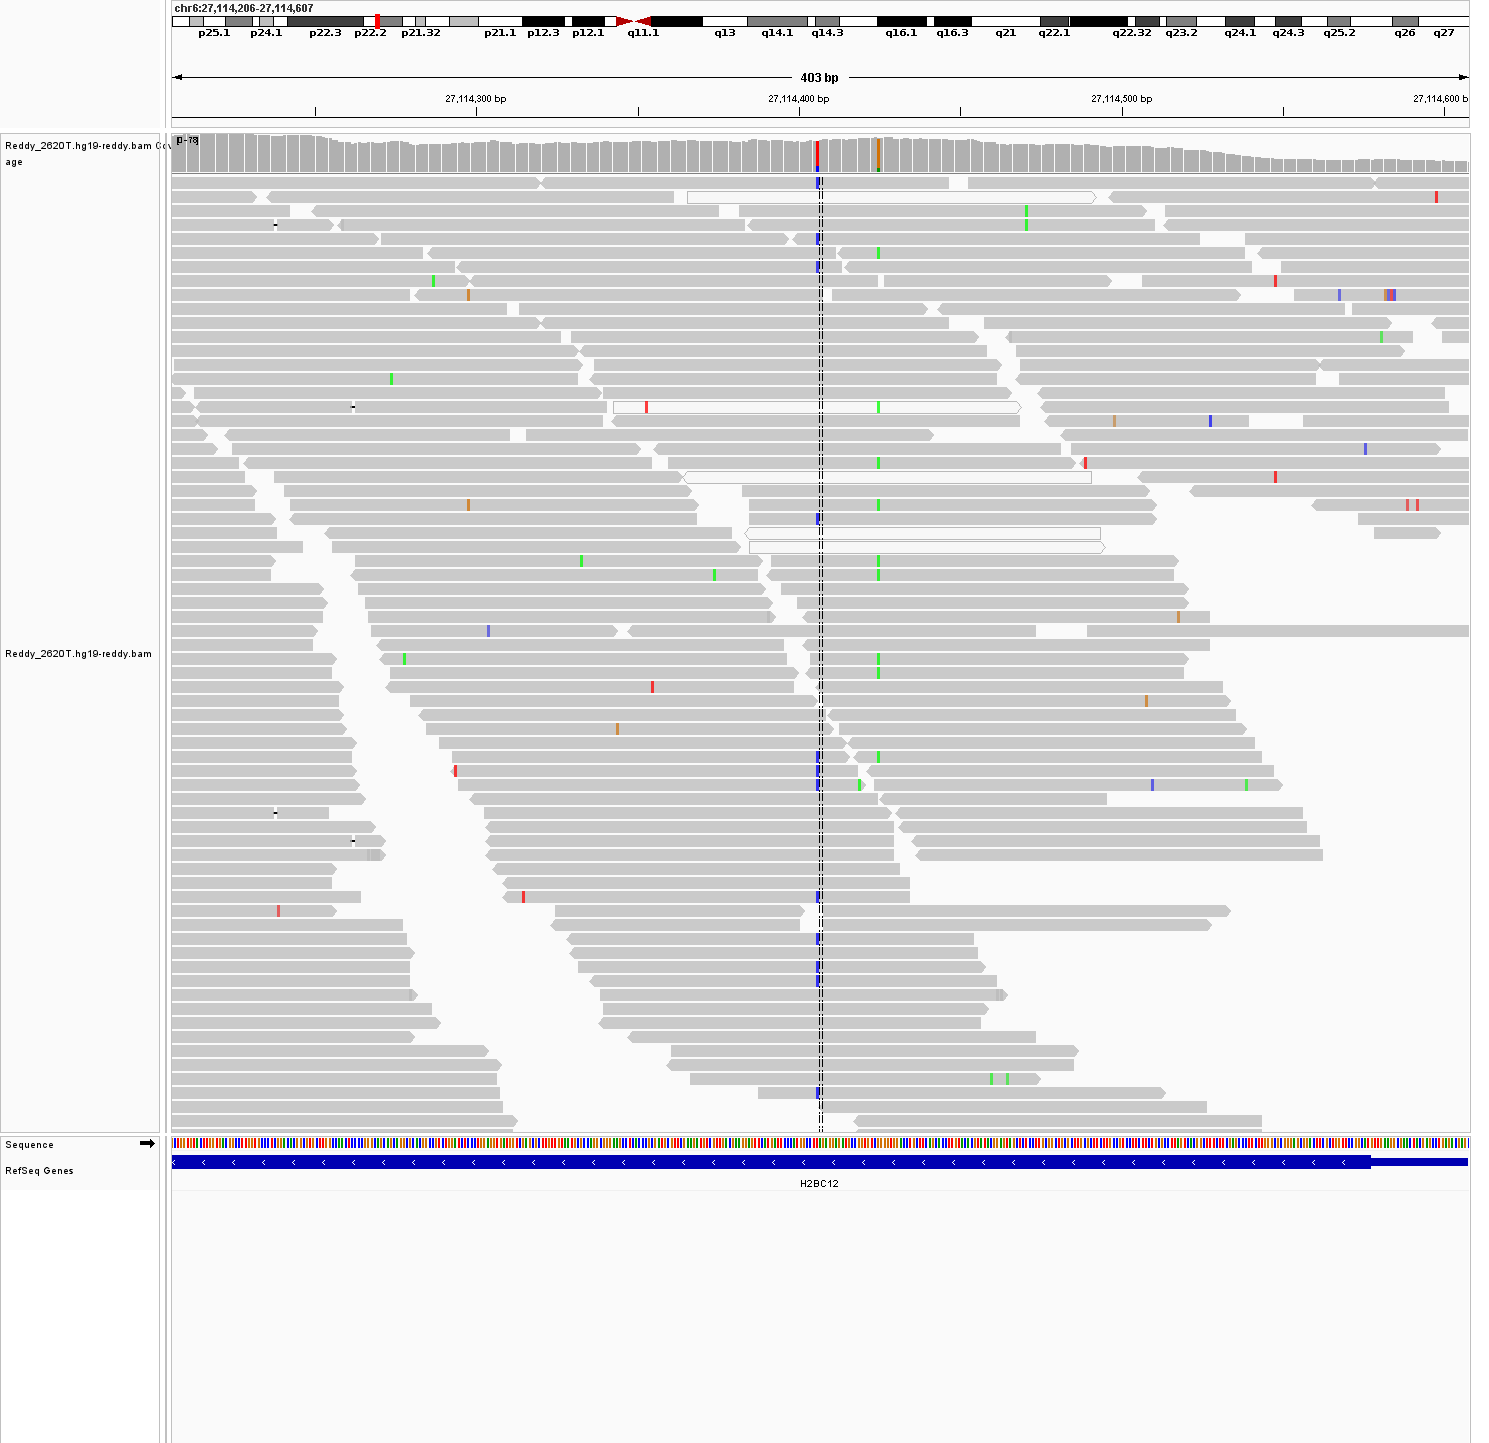 chr6:27,114,206-27,114,607
p25.1 p24.1 p22.3 p22.2 p21.32 p21.1 p12.3 p12.1 q11.1 q13 q14.1 q14.3 q16.1 q16.3 q21 q22.1 q22.32 q23.2 q24.1 q24.3 q25.2 q26 q27
403 bp
27,114,300 bp 27,114,400 bp 27,114,500 bp 27,114,600 b
Reddy_2620T.hg19-reddy.bam Cov
age
[0-78]
Reddy_2620T.hg19-reddy.bam
Sequence
RefSeq Genes
H2BC12